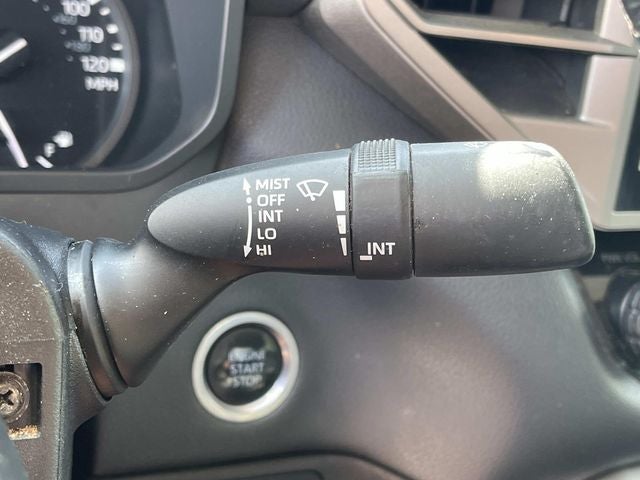 100
110
120
MPH
F
MIST
OFF
INT
LO
HI
INT
ENGINE
START
STOP